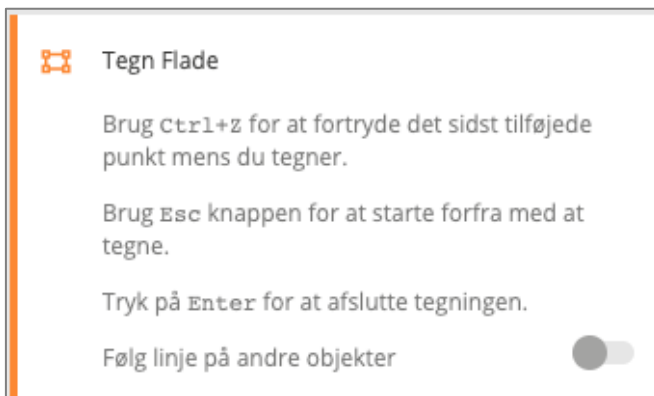 Tegn Flade
Brug Ctrl+Z for at fortryde det sidst tilføjede
punkt mens du tegner.
Brug Esc knappen for at starte forfra med at
tegne.
Tryk på Enter for at afslutte tegningen.
Følg linje på andre objekter